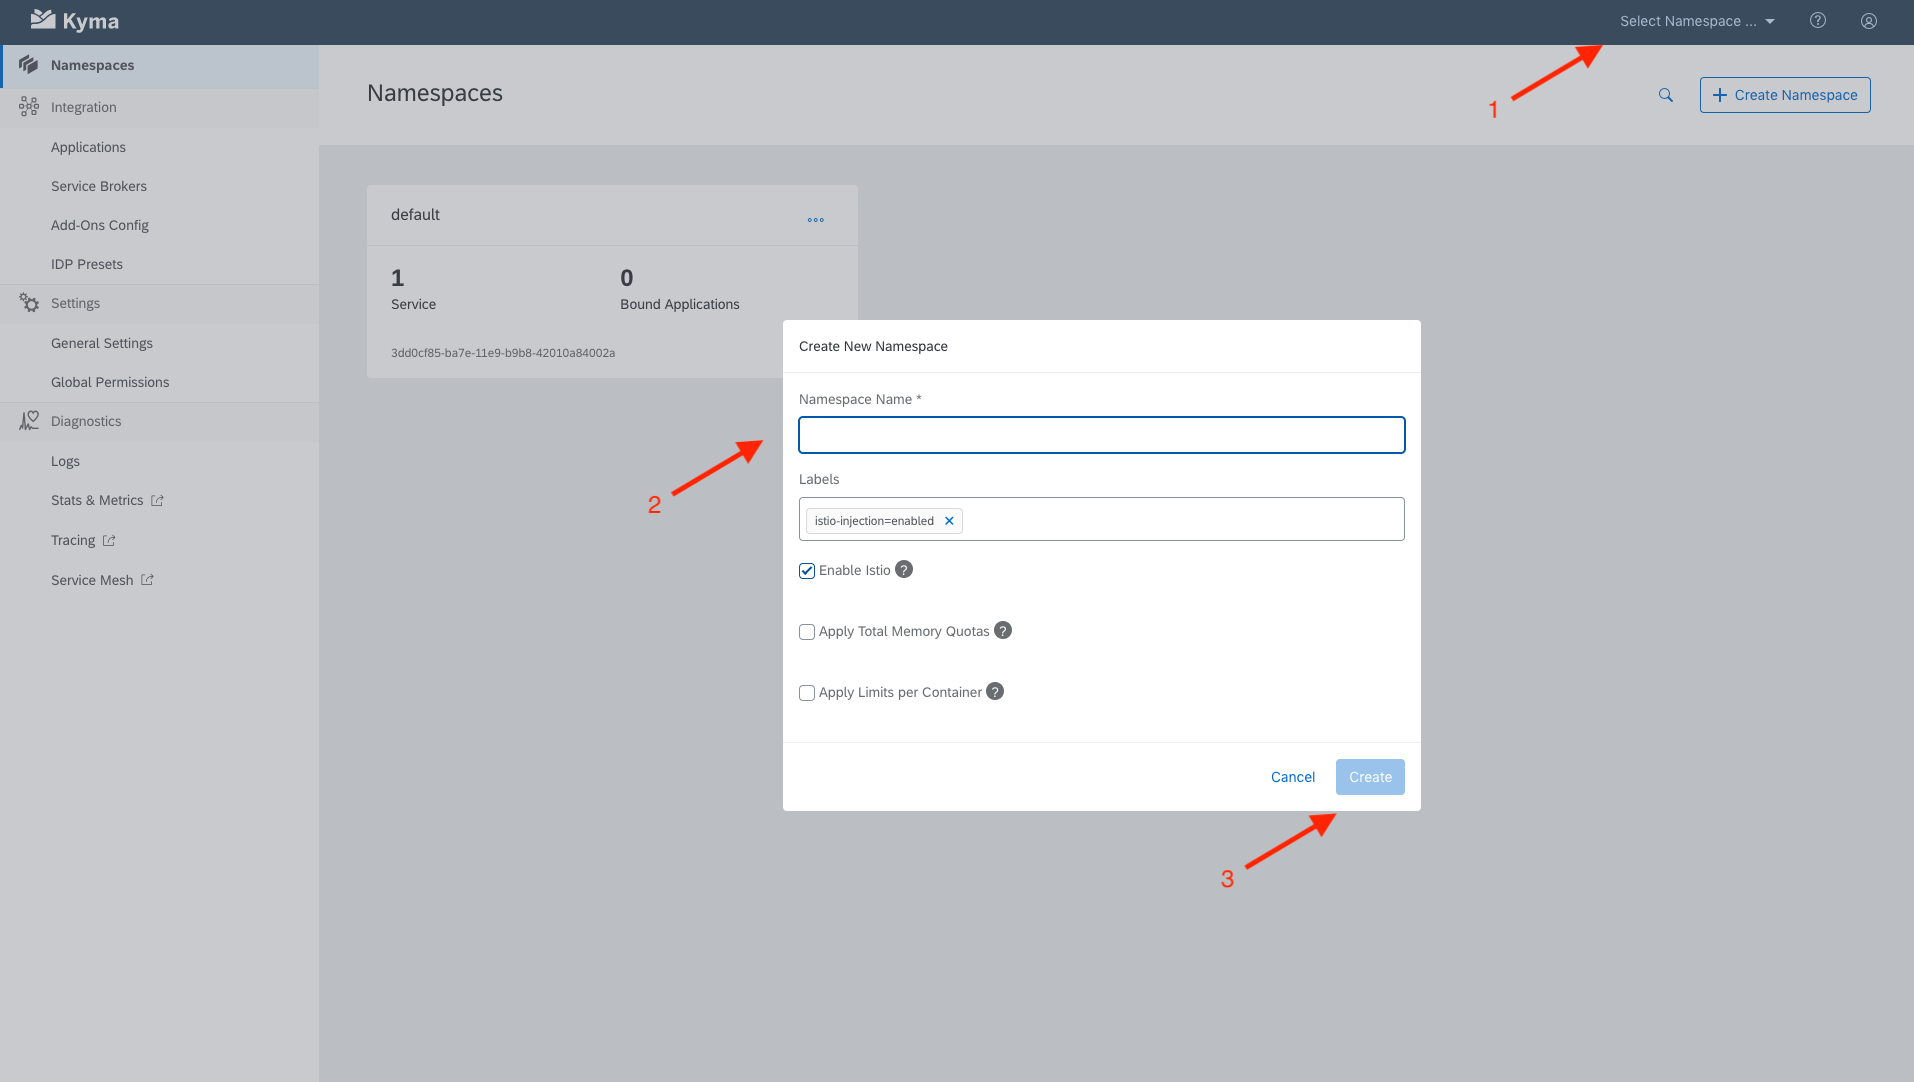 Kyma
Select Namespace ...
Namespaces
Integration
Applications
Service Brokers
Add-Ons Config
IDP Presets
Settings
General Settings
Global Permissions
Diagnostics
Logs
Stats & Metrics
Tracing
Service Mesh
Namespaces
1
+ Create Namespace
default
1
Service
0
Bound Applications
3dd0cf85-ba7e-11e9-b9b8-42010a84002a
2
Create New Namespace
Namespace Name *
Labels
istio-injection=enabled
Enable Istio ?
Apply Total Memory Quotas ?
Apply Limits per Container ?
Cancel
Create
3